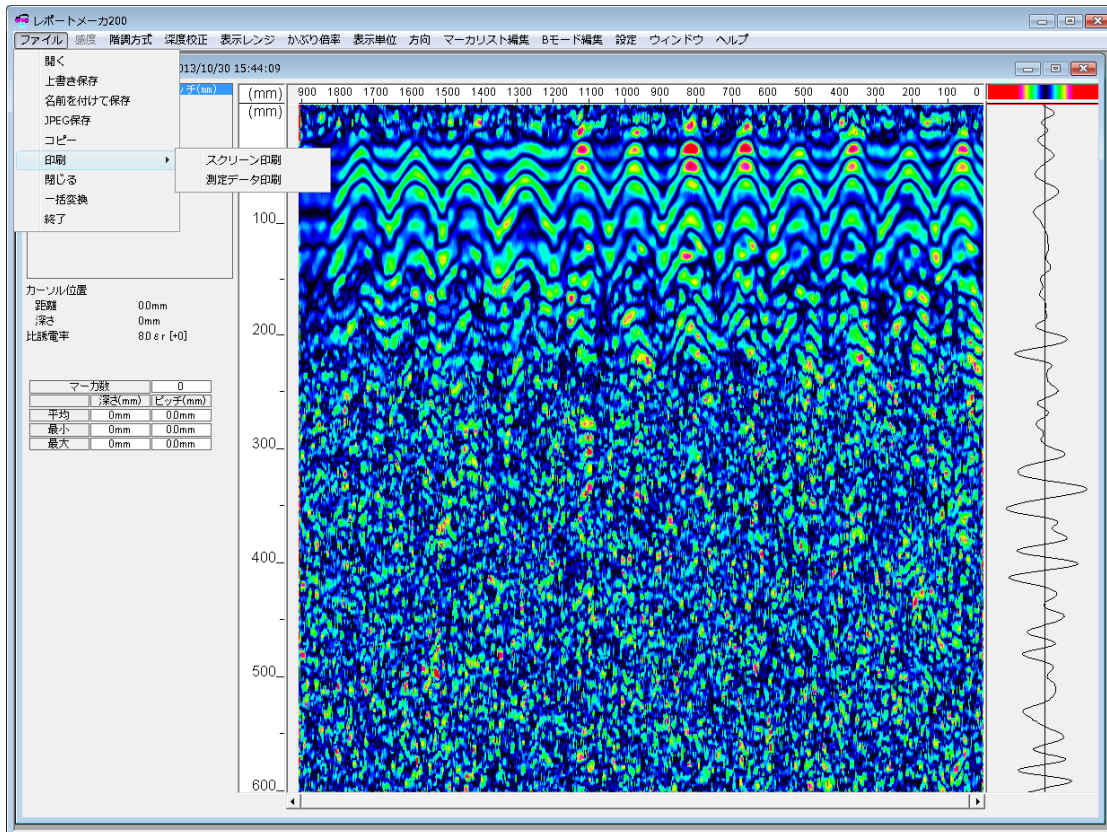 レポートメーカ200
ファイル 感度 階調方式 深度校正 表示レンジ かぶり倍率 表示単位 方向 マーカリスト編集 Bモード編集 設定 ウィンドウ ヘルプ
開く
上書き保存
名前を付けて保存
JPEG保存
コピー
印刷
閉じる
一括変換
終了
スクリーン印刷
測定データ印刷
013/10/30 15:44:09
ッチ(mm)
(mm) 900 1800 1700 1600 1500 1400 1300 1200 1100 1000 900 800 700 600 500 400 300 200 100 0
(mm)
100
200
300
400
500
600
カーソル位置
距離 0.0mm
深さ 0mm
比誘電率 8.0 εr [+0]
マーカ数 0
深さ(mm) ピッチ(mm)
平均 0mm 0.0mm
最小 0mm 0.0mm
最大 0mm 0.0mm